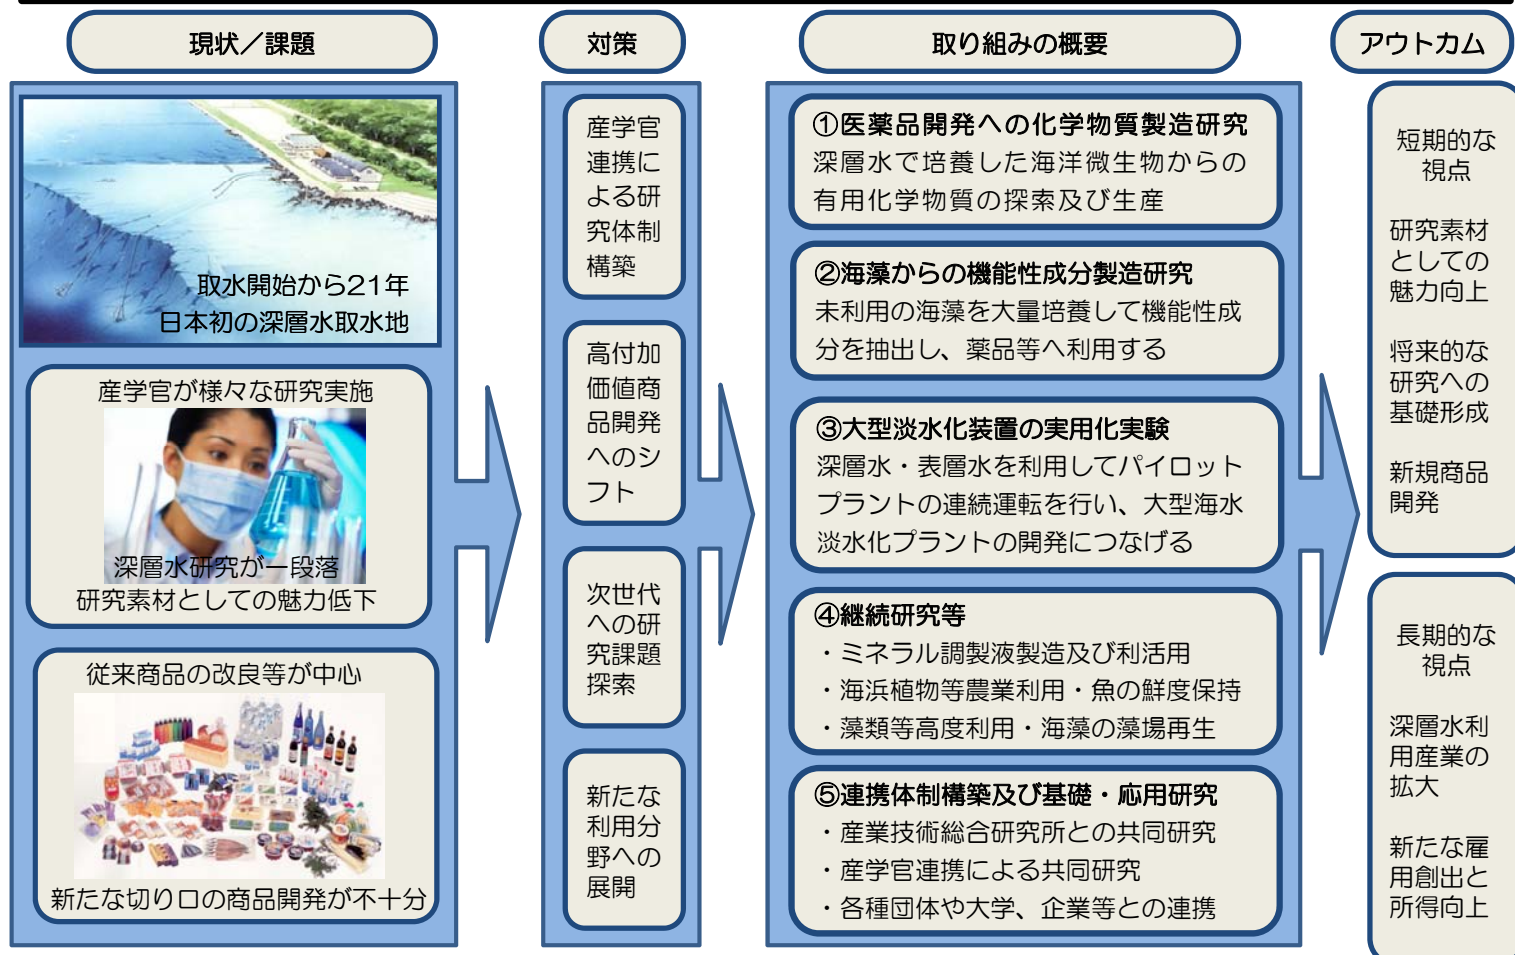 現状／課題
取水開始から21年
日本初の深層水取水地
産学官が様々な研究実施
深層水研究が一段落
研究素材としての魅力低下
従来商品の改良等が中心
新たな切り口の商品開発が不十分
対策
産学官
連携に
よる研
究体制
構築
高付加
価値商
品開発
へのシ
フト
次世代
への研
究課題
探索
新たな
利用分
野への
展開
取り組みの概要
①医薬品開発への化学物質製造研究
深層水で培養した海洋微生物からの
有用化学物質の探索及び生産
②海藻からの機能性成分製造研究
未利用の海藻を大量培養して機能性成
分を抽出し、薬品等へ利用する
③大型淡水化装置の実用化実験
深層水・表層水を利用してパイロット
プラントの連続運転を行い、大型海水
淡水化プラントの開発につなげる
④継続研究等
・ミネラル調製液製造及び利活用
・海浜植物等農業利用・魚の鮮度保持
・藻類等高度利用・海藻の藻場再生
⑤連携体制構築及び基礎・応用研究
・産業技術総合研究所との共同研究
・産学官連携による共同研究
・各種団体や大学、企業等との連携
アウトカム
短期的な
視点
研究素材
としての
魅力向上
将来的な
研究への
基礎形成
新規商品
開発
長期的な
視点
深層水利
用産業の
拡大
新たな雇
用創出と
所得向上